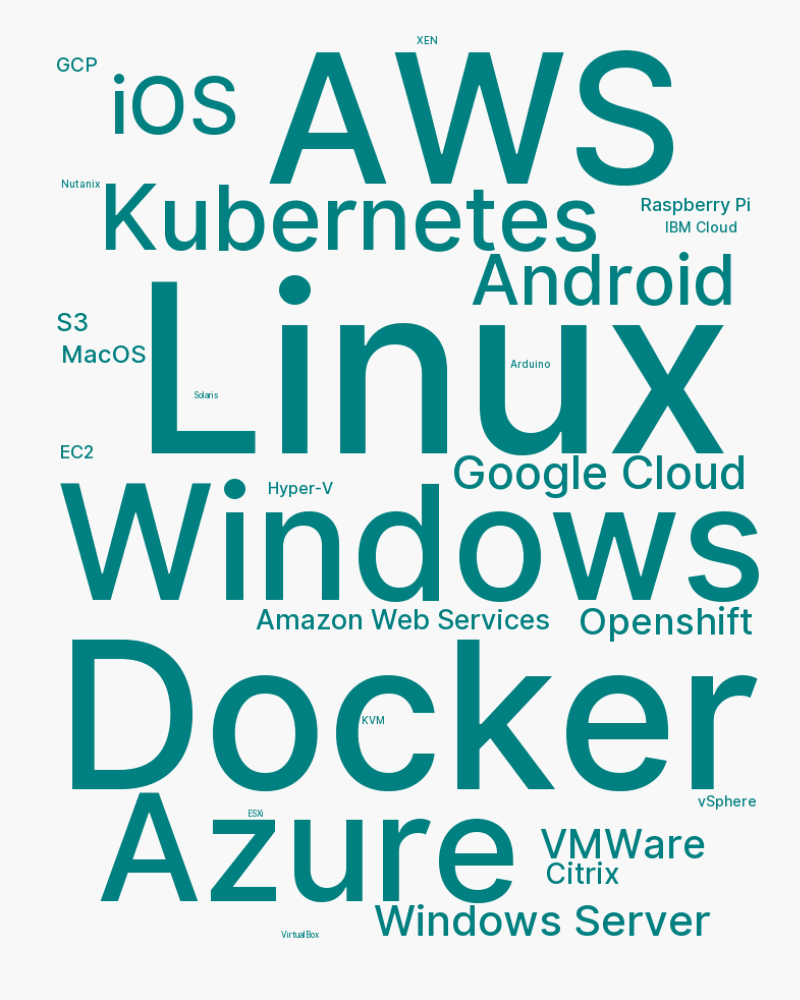 XEN
GCP
iOS AWS
Nutanix
Kubernetes
Raspberry Pi
IBM Cloud
Android
S3
MacOS
Linux
Arduino
Solaris
EC2
Google Cloud
Hyper-V
Windows
Amazon Web Services
Openshift
Docker
KVM
vSphere
ESXi
Azure
VMWare
Citrix
Windows Server
VirtualBox